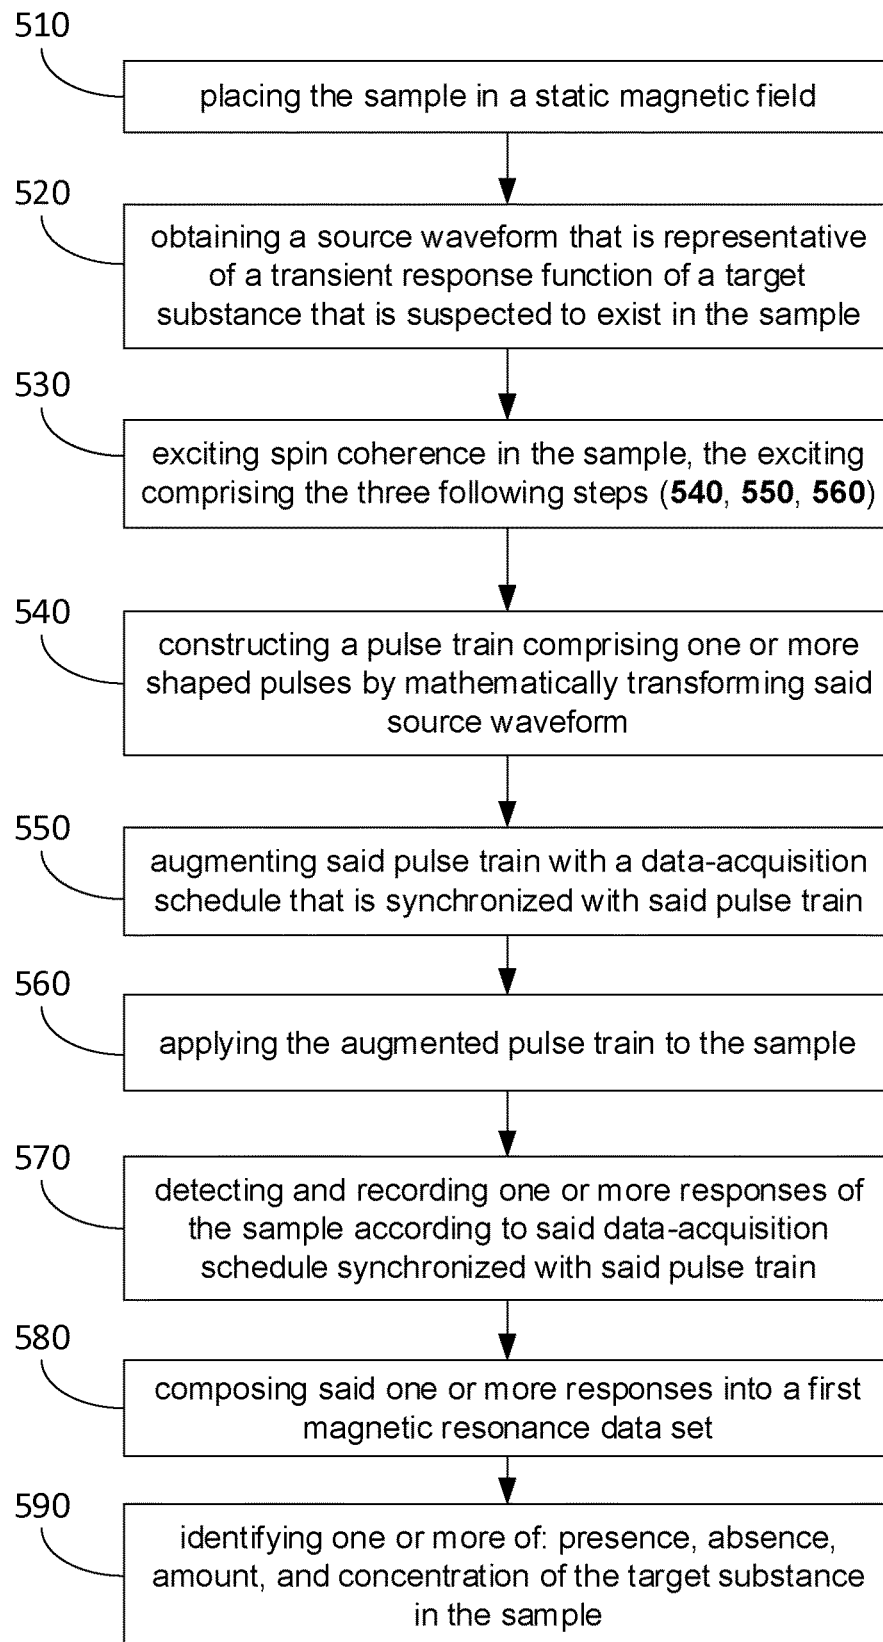 510
placing the sample in a static magnetic field
520
obtaining a source waveform that is representative
of a transient response function of a target
substance that is suspected to exist in the sample
530
exciting spin coherence in the sample, the exciting
comprising the three following steps (540, 550, 560)
540
constructing a pulse train comprising one or more
shaped pulses by mathematically transforming said
source waveform
550
augmenting said pulse train with a data-acquisition
schedule that is synchronized with said pulse train
560
applying the augmented pulse train to the sample
570
detecting and recording one or more responses of
the sample according to said data-acquisition
schedule synchronized with said pulse train
580
composing said one or more responses into a first
magnetic resonance data set
590
identifying one or more of: presence, absence,
amount, and concentration of the target substance
in the sample